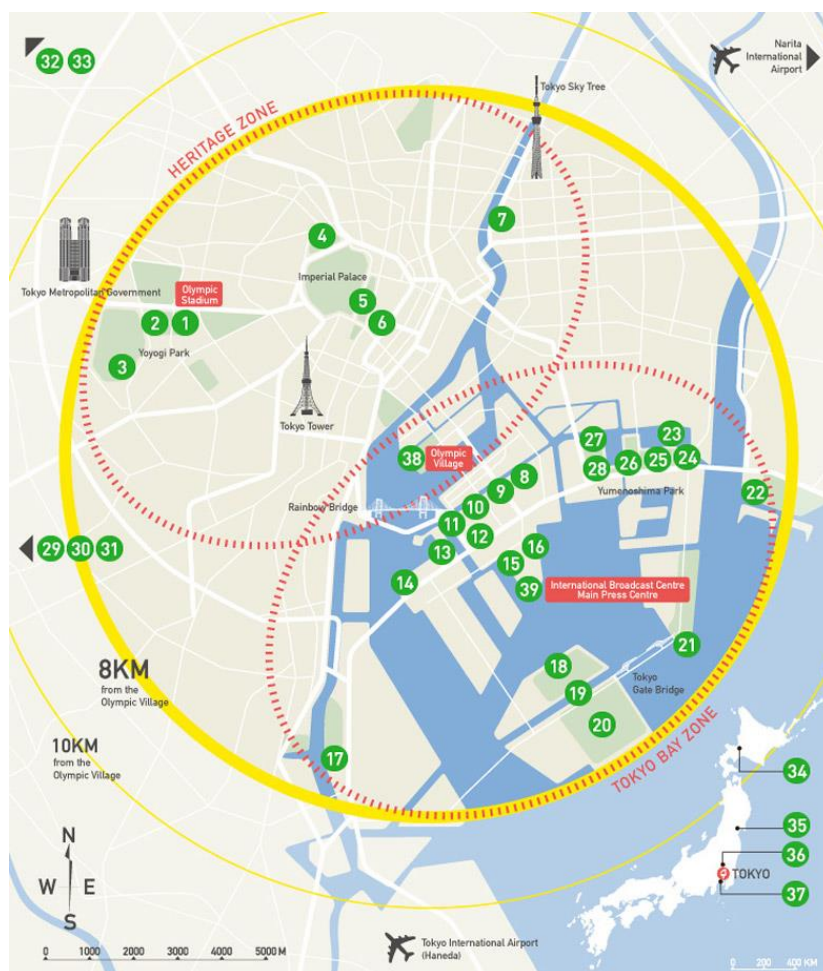 32 33
Narita
International
Airport
Tokyo Sky Tree
HERITAGE ZONE
7
4
Imperial Palace
Tokyo Metropolitan Government
Olympic
Stadium
5
2 1
6
Yoyogi Park
3
Tokyo Tower
27
23
38
Olympic
Village
28 26 25 24
8
9
Yumenoshima Park
22
10
Rainbow Bridge
11
12
16
29 30 31
13
15
14
39
International Broadcast Centre
Main Press Centre
21
18
8KM
from the
Olympic Village
Tokyo
Gate Bridge
19
20
10KM
from the
Olympic Village
17
TOKYO BAY ZONE
34
35
36
TOKYO
37
N
W E
S
0 1000 2000 3000 4000 5000 M
Tokyo International Airport
(Haneda)
0 200 400 KM